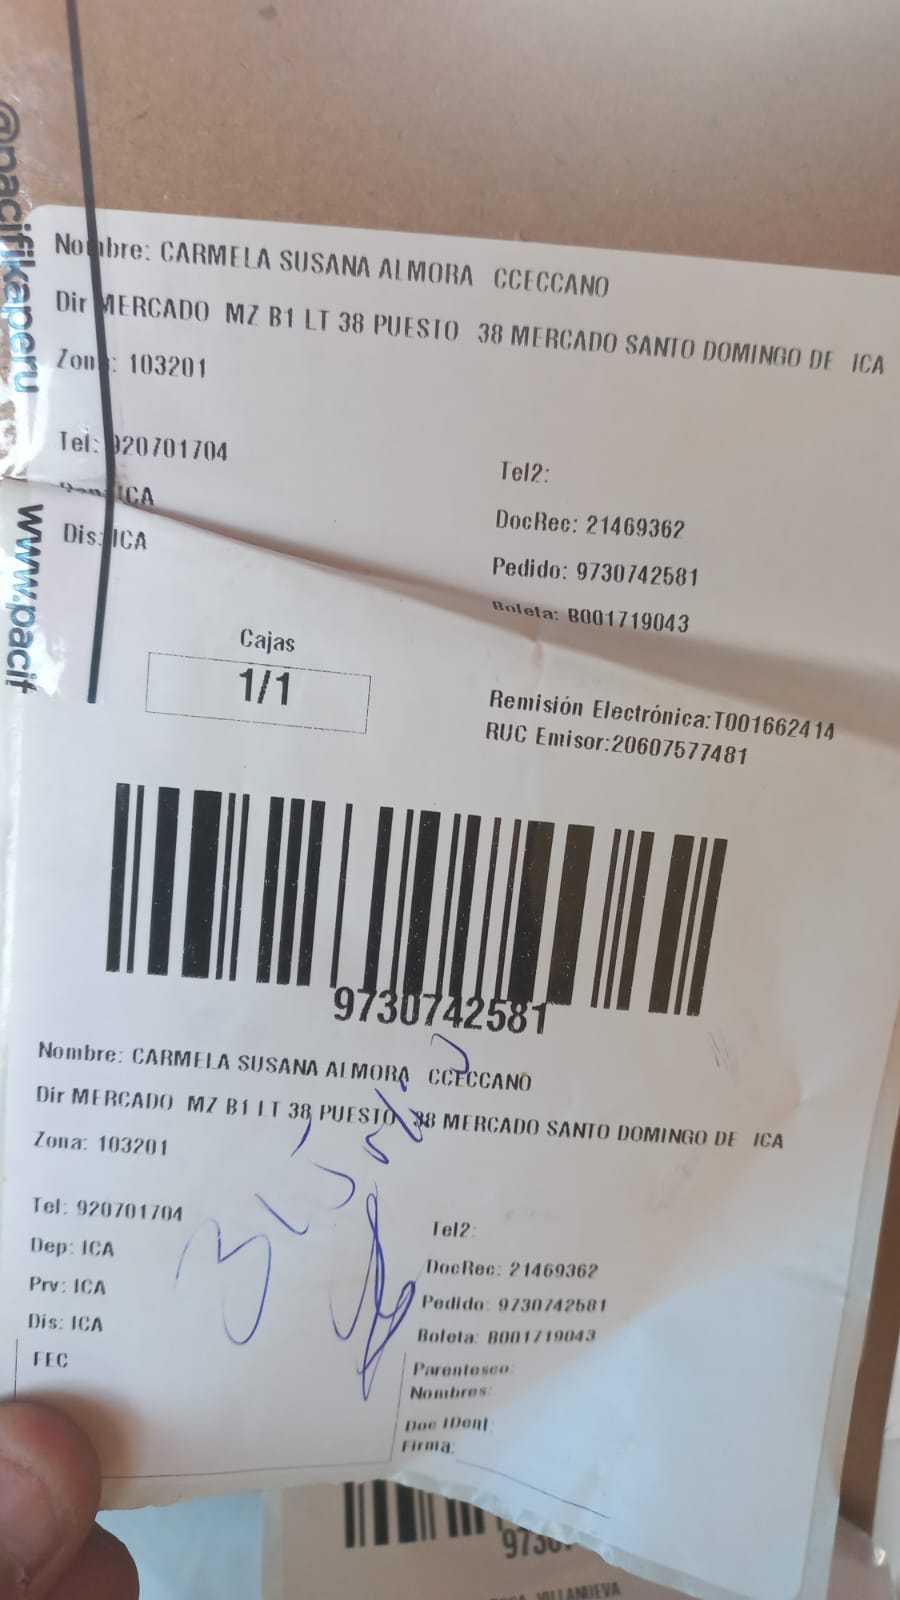 @pacifikaperu
www.pacif
Nombre: CARMELA SUSANA ALMORA CCECCANO
Dir MERCADO MZ B1 LT 38 PUESTO 38 MERCADO SANTO DOMINGO DE ICA
Zona: 103201
Tel: 920701704
Tel2:
Dep: ICA
DocRec: 21469362
Dis: ICA
Pedido: 9730742581
Boleta: B001719043
Cajas
1/1
Remisión Electrónica:T001662414
RUC Emisor:20607577481
9730742581
Nombre: CARMELA SUSANA ALMORA CCECCANO
Dir MERCADO MZ B1 LT 38 PUESTO 38 MERCADO SANTO DOMINGO DE ICA
Zona: 103201
Tel: 920701704
Tel2:
Dep: ICA
DocRec: 21469362
Prv: ICA
Pedido: 9730742581
Dis: ICA
Boleta: B001719043
FEC
Parentesco:
Nombres:
Doc IDent
Firma:
9730
VILLANUEVA